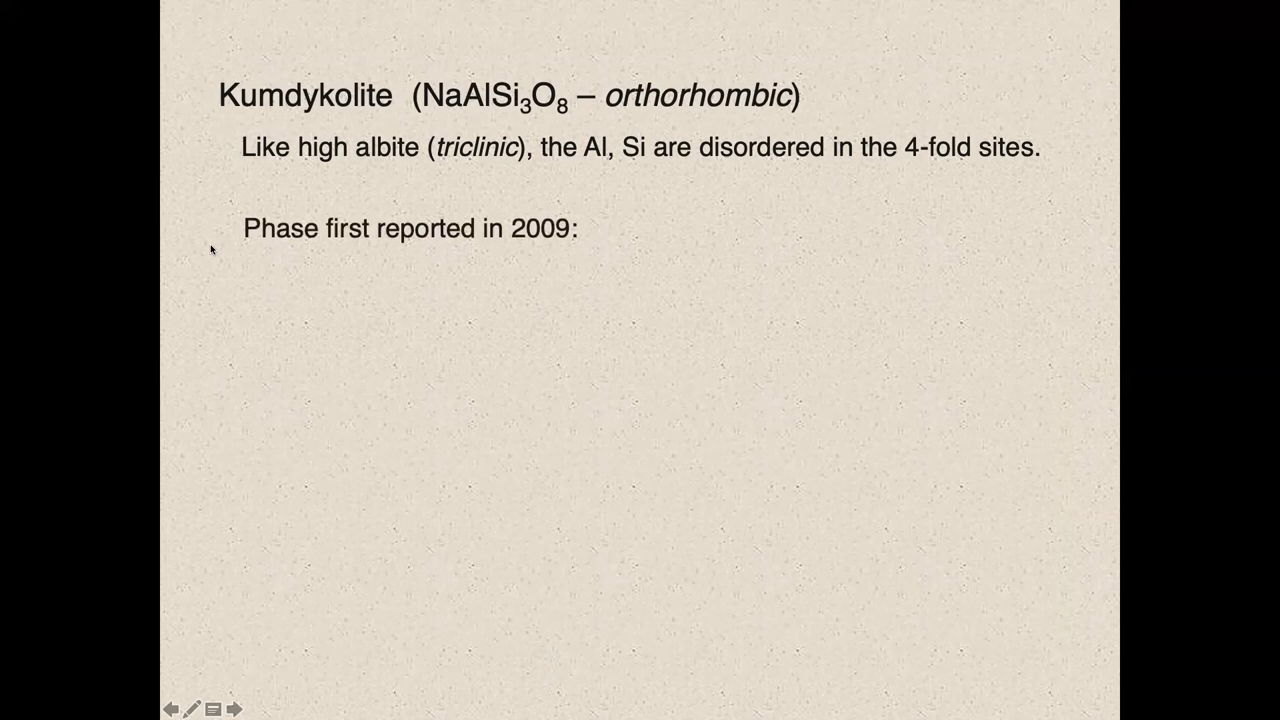 Kumdykolite (NaAlSi₃O₈ – orthorhombic)
Like high albite (triclinic), the Al, Si are disordered in the 4-fold sites.
Phase first reported in 2009: